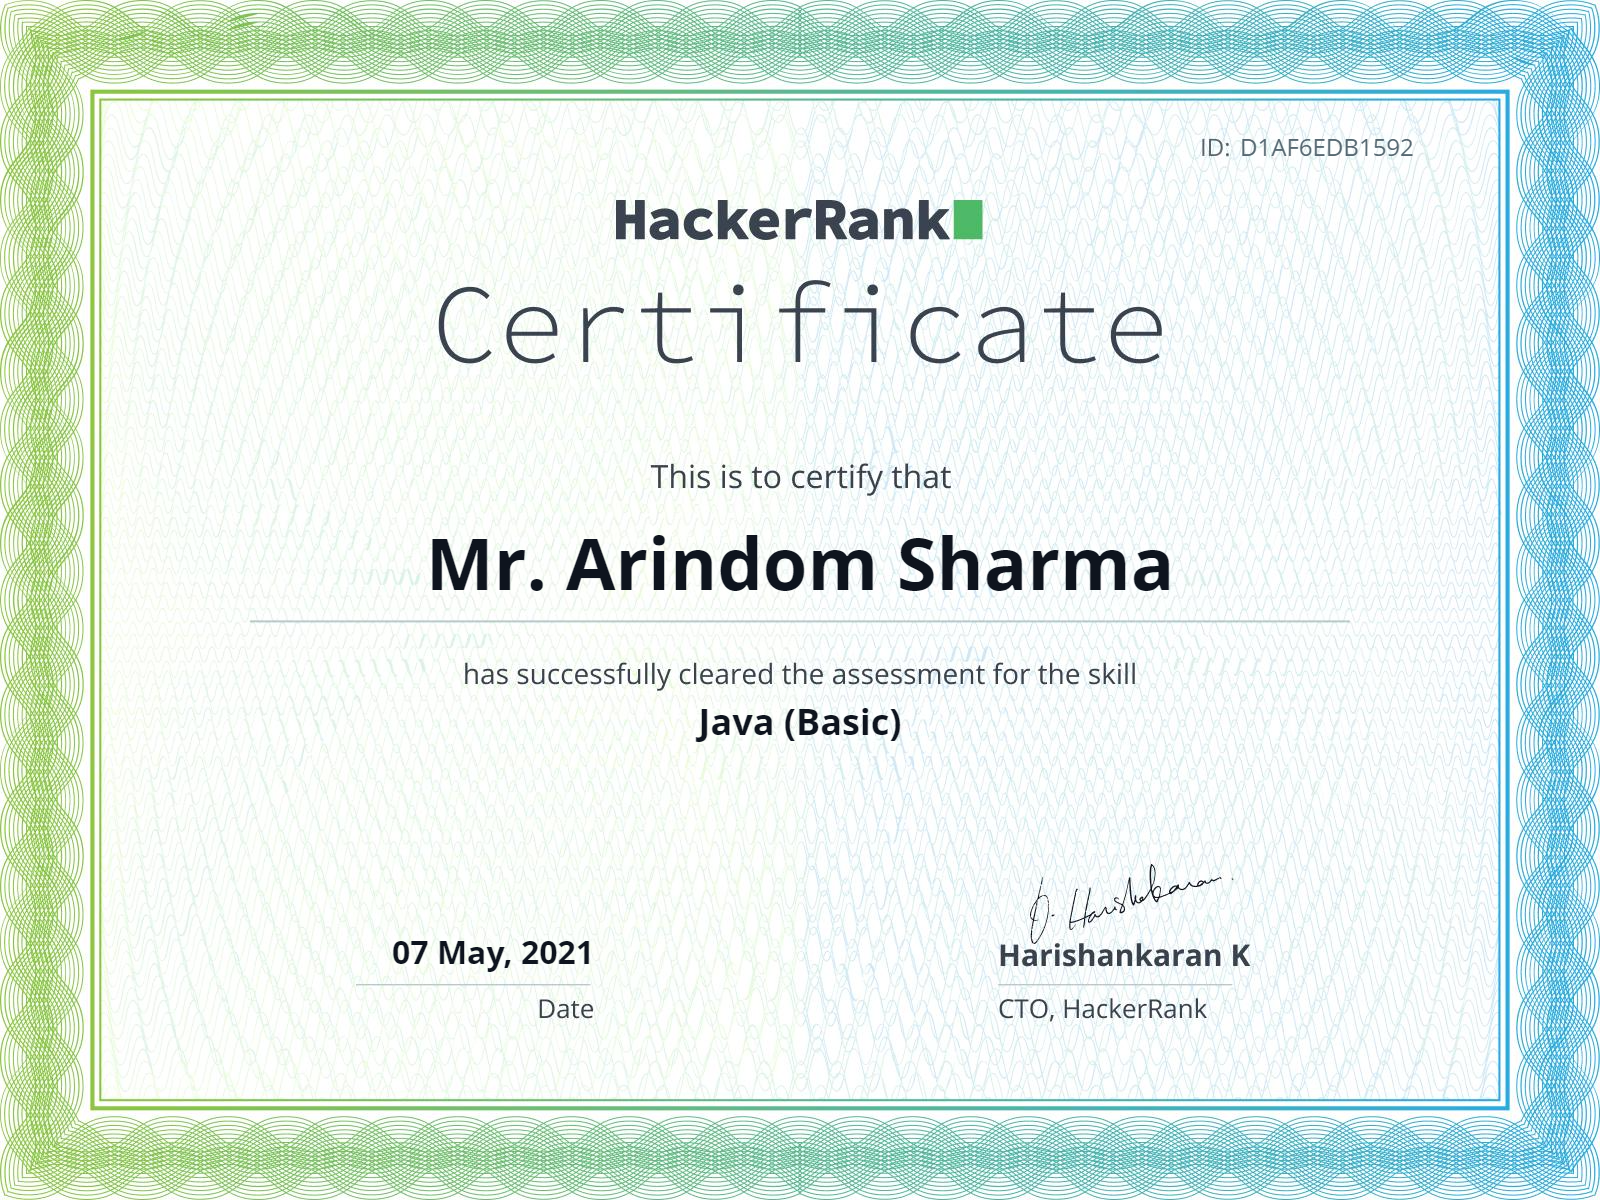 ID: D1AF6EDB1592
HackerRank
Certificate
This is to certify that
Mr. Arindom Sharma
has successfully cleared the assessment for the skill
Java (Basic)
07 May, 2021
Date
Harishankaran
Harishankaran K
CTO, HackerRank